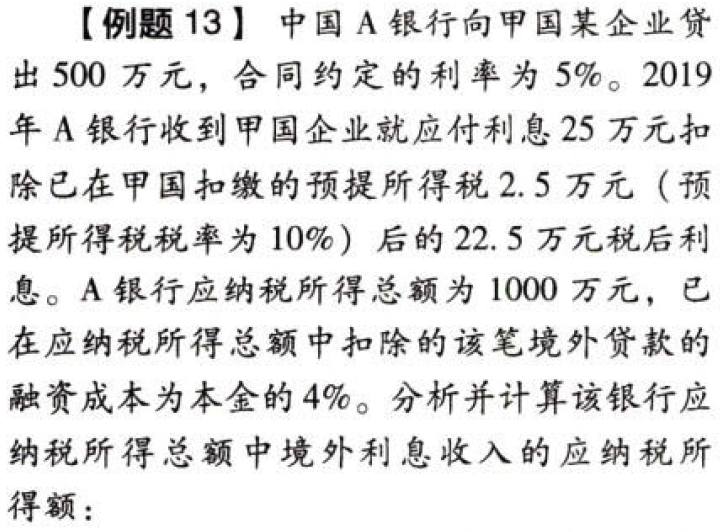 【例题 13】 中国 A 银行向甲国某企业贷
出 500 万元，合同约定的利率为 5%。2019
年 A 银行收到甲国企业就应付利息 25 万元扣
除已在甲国扣缴的预提所得税 2.5 万元（预
提所得税税率为 10%）后的 22.5 万元税后利
息。A 银行应纳税所得总额为 1000 万元，已
在应纳税所得总额中扣除的该笔境外贷款的
融资成本为本金的 4%。分析并计算该银行应
纳税所得总额中境外利息收入的应纳税所
得额：